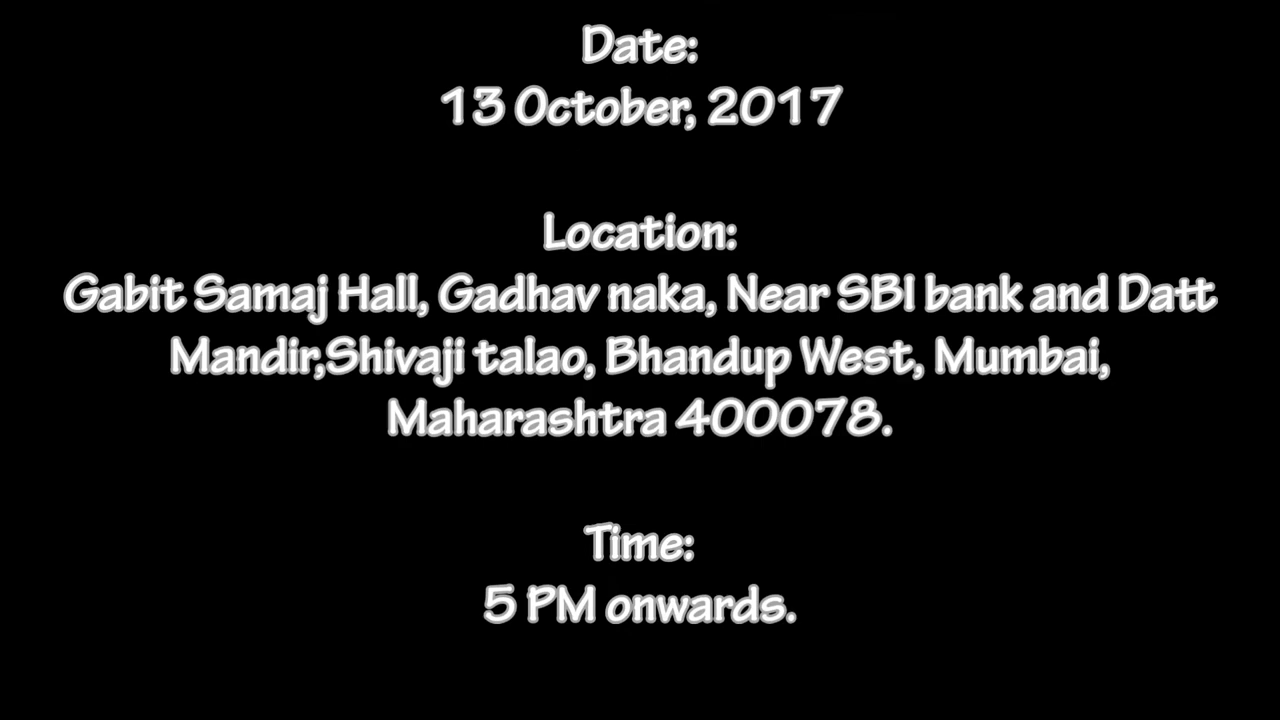 Date:
13 October, 2017
Location:
Gabit Samaj Hall, Gadhav naka, Near SBI bank and Datt
Mandir,Shivaji talao, Bhandup West, Mumbai,
Maharashtra 400078.
Time:
5 PM onwards.